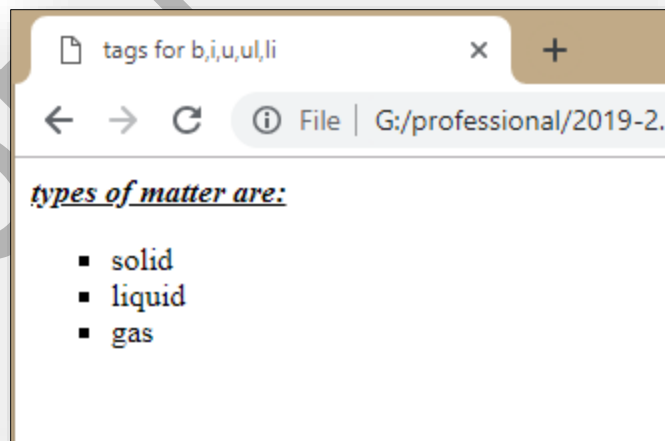 tags for b,i,u,ul,li
File G:/professional/2019-2.
types of matter are:
solid
liquid
gas